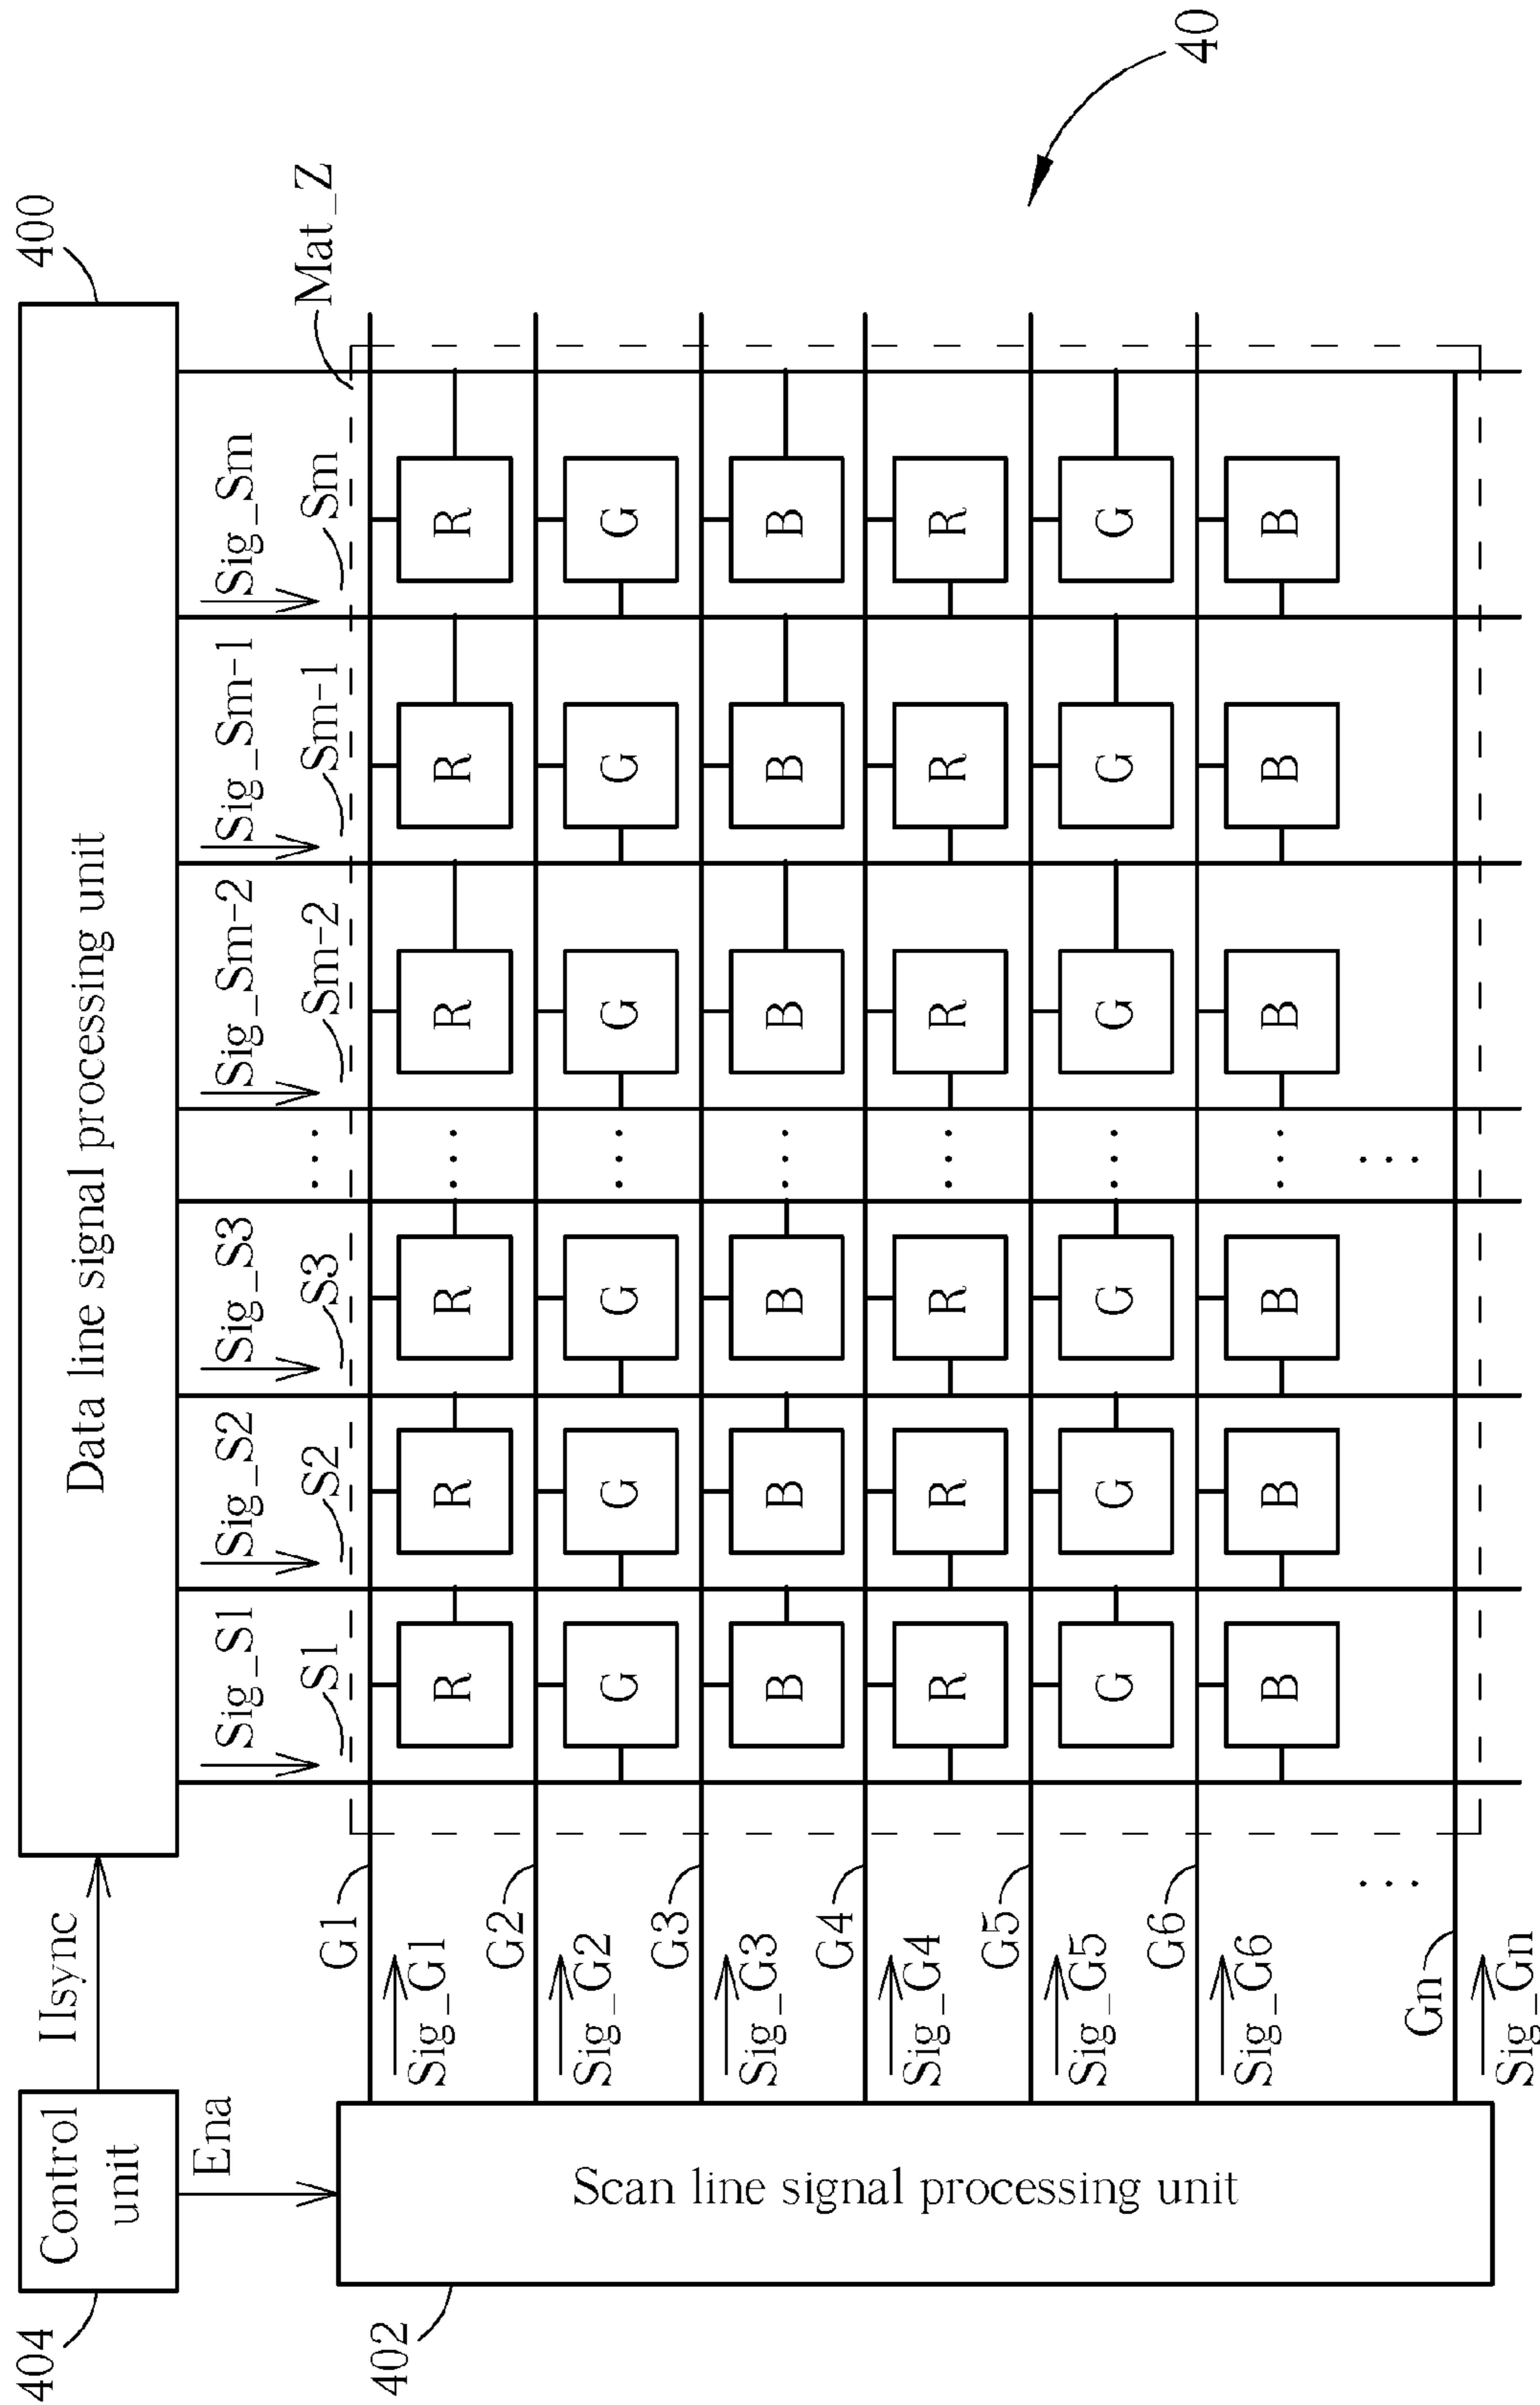 404
Control
unit
Hsync
Data line signal processing unit
400
Ena
Sig_S1
Sig_S2
Sig_S3
Sig_Sm-2
Sig_Sm-1
Sig_Sm
S1
S2
S3
...
Sm-2
Sm-1
Sm
Mat_Z
402
Scan line signal processing unit
G1
Sig_G1
R R R ... R R R
G2
Sig_G2
G G G ... G G G
G3
Sig_G3
B B B ... B B B
G4
Sig_G4
R R R ... R R R
G5
Sig_G5
G G G ... G G G
G6
Sig_G6
B B B ... B B B
... ...
Gn
Sig_Gn
40